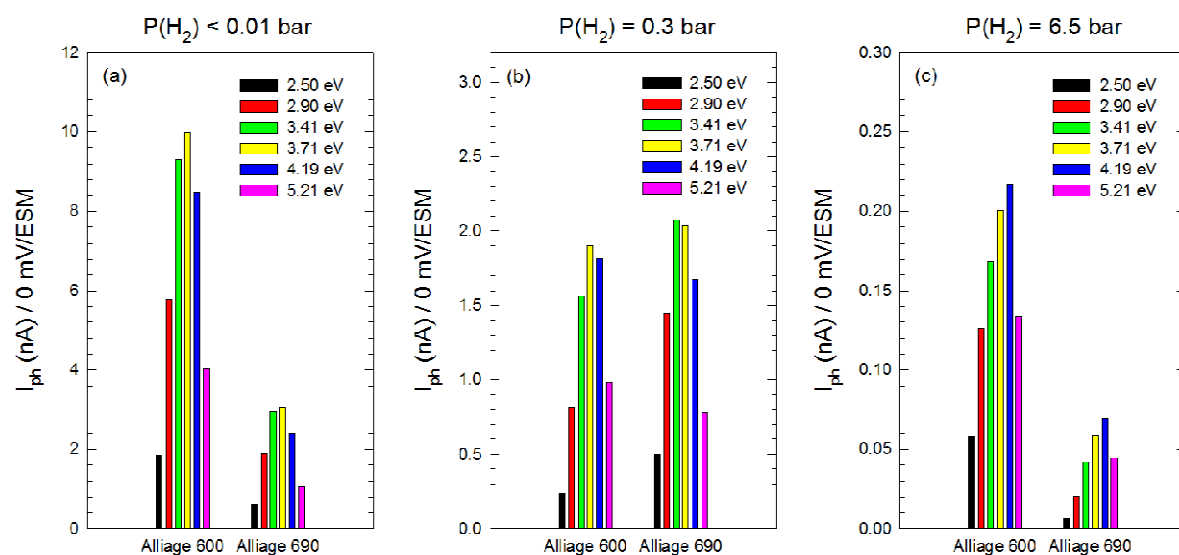 P(H₂) < 0.01 bar
12
10
8
6
4
2
0
I_ph (nA) / 0 mV/ESM
(a)
2.50 eV
2.90 eV
3.41 eV
3.71 eV
4.19 eV
5.21 eV
Alliage 600 Alliage 690
P(H₂) = 0.3 bar
3.0
2.5
2.0
1.5
1.0
0.5
0.0
I_ph (nA) / 0 mV/ESM
(b)
2.50 eV
2.90 eV
3.41 eV
3.71 eV
4.19 eV
5.21 eV
Alliage 600 Alliage 690
P(H₂) = 6.5 bar
0.30
0.25
0.20
0.15
0.10
0.05
0.00
I_ph (nA) / 0 mV/ESM
(c)
2.50 eV
2.90 eV
3.41 eV
3.71 eV
4.19 eV
5.21 eV
Alliage 600 Alliage 690